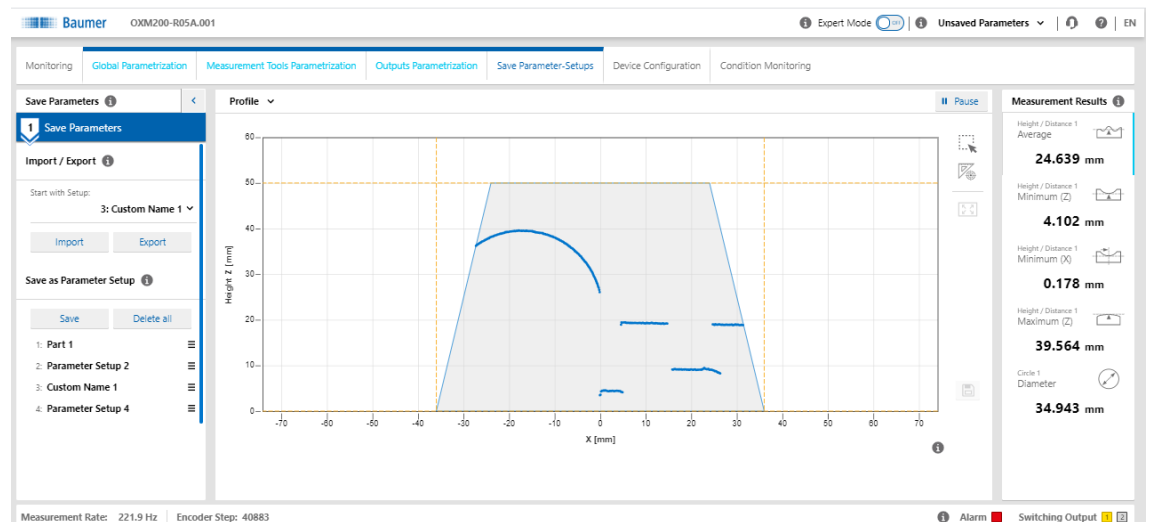 Baumer OXM200-R05A.001 Expert Mode OFF Unsaved Parameters EN
Monitoring Global Parametrization Measurement Tools Parametrization Outputs Parametrization Save Parameter-Setups Device Configuration Condition Monitoring
Save Parameters
1 Save Parameters
Import / Export
Start with Setup:
3: Custom Name 1
Import Export
Save as Parameter Setup
Save Delete all
1: Part 1
2: Parameter Setup 2
3: Custom Name 1
4: Parameter Setup 4
Profile Pause
Height Z [mm]
60
50
40
30
20
10
0
-70 -60 -50 -40 -30 -20 -10 0 10 20 30 40 50 60 70
X [mm]
Measurement Results
Height / Distance 1
Average
24.639 mm
Height / Distance 1
Minimum (Z)
4.102 mm
Height / Distance 1
Minimum (X)
0.178 mm
Height / Distance 1
Maximum (Z)
39.564 mm
Circle 1
Diameter
34.943 mm
Measurement Rate: 221.9 Hz Encoder Step: 40883 Alarm Switching Output 1 2